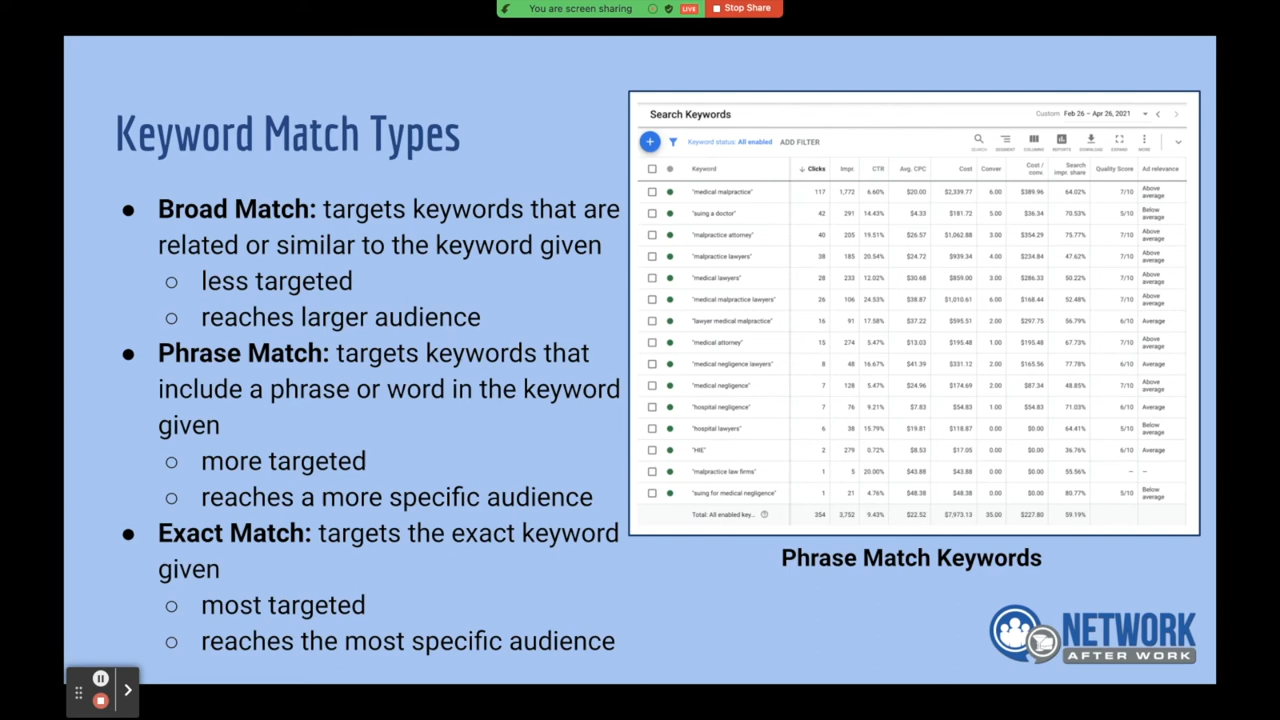 You are screen sharing
LIVE
Stop Share
Keyword Match Types
● Broad Match: targets keywords that are
related or similar to the keyword given
○ less targeted
○ reaches larger audience
● Phrase Match: targets keywords that
include a phrase or word in the keyword
given
○ more targeted
○ reaches a more specific audience
● Exact Match: targets the exact keyword
given
○ most targeted
○ reaches the most specific audience
Search Keywords
Custom Feb 26 – Apr 26, 2021
Keyword status: All enabled ADD FILTER
SEARCH SEGMENT COLUMNS REPORTS DOWNLOAD EXPAND MORE
Keyword Clicks Impr. CTR Avg. CPC Cost Conver Cost / conv. Search impr. share Quality Score Ad relevance
"medical malpractice" 117 1,772 6.60% $20.00 $2,339.77 6.00 $389.96 64.02% 7/10 Above average
"suing a doctor" 42 291 14.43% $4.33 $181.72 5.00 $36.34 70.53% 5/10 Below average
"malpractice attorney" 40 205 19.51% $26.57 $1,062.88 3.00 $354.29 75.77% 7/10 Above average
"malpractice lawyers" 38 185 20.54% $24.72 $939.34 4.00 $234.84 47.62% 7/10 Above average
"medical lawyers" 28 233 12.02% $30.68 $859.00 3.00 $286.33 50.22% 7/10 Above average
"medical malpractice lawyers" 26 106 24.53% $38.87 $1,010.61 6.00 $168.44 52.48% 7/10 Above average
"lawyer medical malpractice" 16 91 17.58% $37.22 $595.51 2.00 $297.75 56.79% 6/10 Average
"medical attorney" 15 274 5.47% $13.03 $195.48 1.00 $195.48 67.73% 7/10 Above average
"medical negligence lawyers" 8 48 16.67% $41.39 $331.12 2.00 $165.56 77.78% 6/10 Average
"medical negligence" 7 128 5.47% $24.96 $174.69 2.00 $87.34 48.85% 7/10 Above average
"hospital negligence" 7 76 9.21% $7.83 $54.83 1.00 $54.83 71.03% 6/10 Average
"hospital lawyers" 6 38 15.79% $19.81 $118.87 0.00 $0.00 64.41% 5/10 Below average
"HIE" 2 279 0.72% $8.53 $17.05 0.00 $0.00 36.76% 6/10 Average
"malpractice law firms" 1 5 20.00% $43.88 $43.88 0.00 $0.00 55.56% – –
"suing for medical negligence" 1 21 4.76% $48.38 $48.38 0.00 $0.00 80.77% 5/10 Below average
Total: All enabled key... 354 3,752 9.43% $22.52 $7,973.13 35.00 $227.80 59.19%
Phrase Match Keywords
NETWORK
AFTER WORK